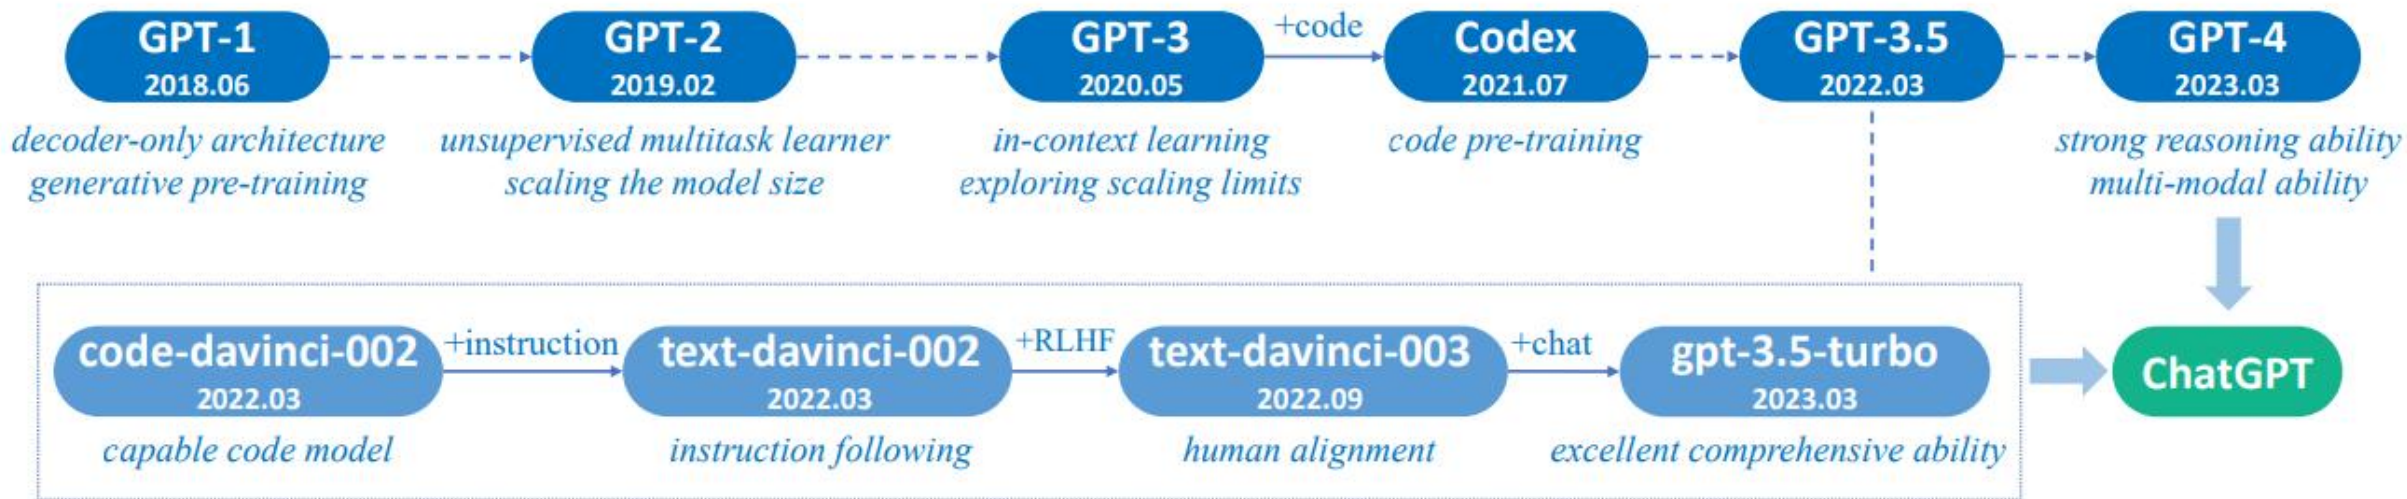 GPT-1
2018.06
decoder-only architecture
generative pre-training
GPT-2
2019.02
unsupervised multitask learner
scaling the model size
GPT-3
2020.05
in-context learning
exploring scaling limits
+code
Codex
2021.07
code pre-training
GPT-3.5
2022.03
GPT-4
2023.03
strong reasoning ability
multi-modal ability
code-davinci-002
2022.03
capable code model
+instruction
text-davinci-002
2022.03
instruction following
+RLHF
text-davinci-003
2022.09
human alignment
+chat
gpt-3.5-turbo
2023.03
excellent comprehensive ability
ChatGPT